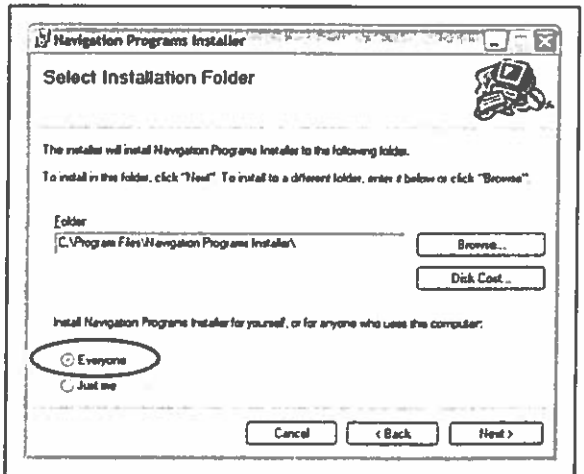 Navigation Programs Installer
Select Installation Folder
The installer will install Navigation Programs Installer to the following folder.
To install in this folder, click "Next". To install to a different folder, enter it below or click "Browse".
Folder
C:\Program Files\Navigation Programs Installer\
Browse...
Disk Cost...
Install Navigation Programs Installer for yourself, or for anyone who uses this computer:
Everyone
Just me
Cancel
< Back
Next >